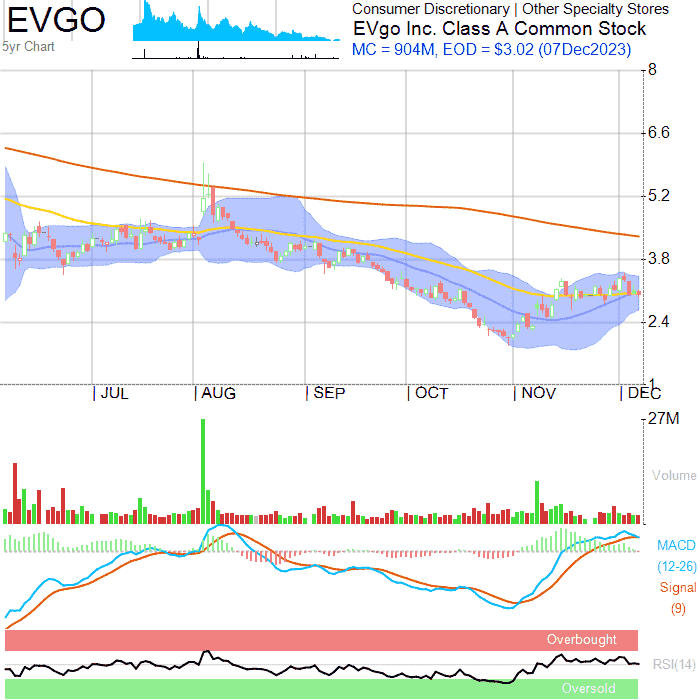 EVGO
5yr Chart
Consumer Discretionary | Other Specialty Stores
EVgo Inc. Class A Common Stock
MC = 904M, EOD = $3.02 (07Dec2023)
8
6.6
5.2
3.8
2.4
1
JUL
AUG
SEP
OCT
NOV
DEC
27M
Volume
MACD
(12-26)
Signal
(9)
Overbought
RSI(14)
Oversold